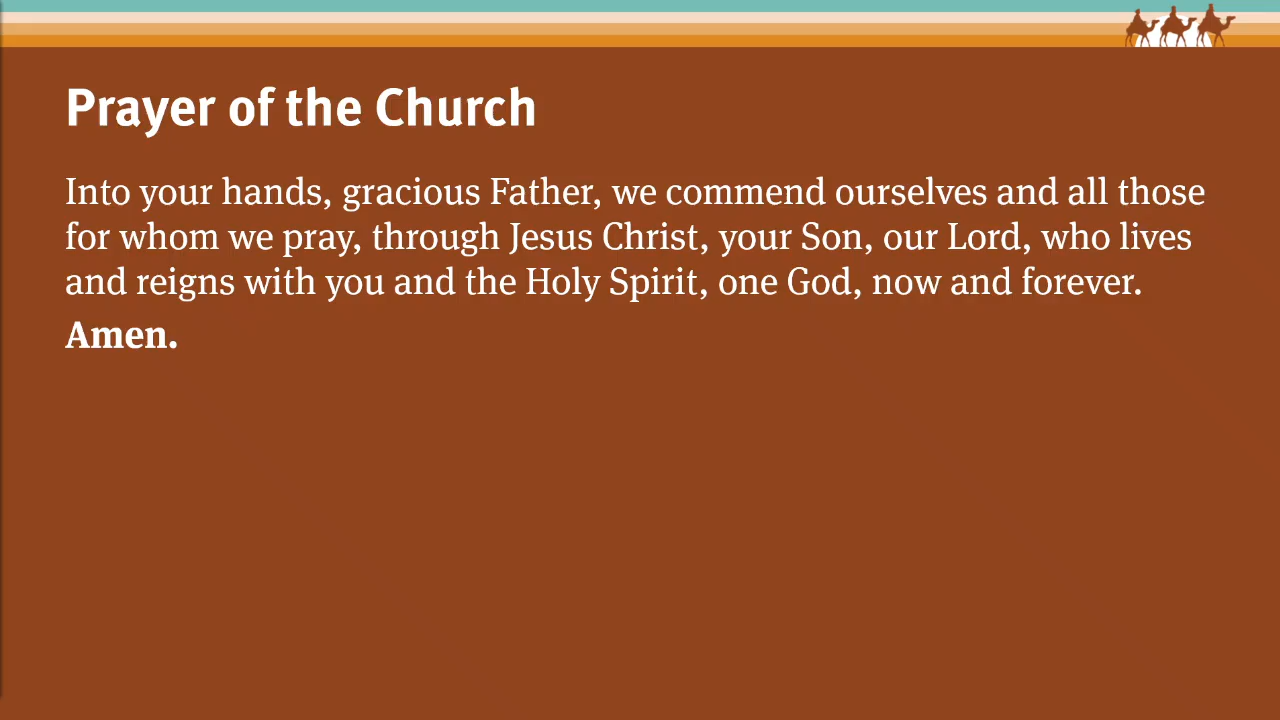 Prayer of the Church
Into your hands, gracious Father, we commend ourselves and all those
for whom we pray, through Jesus Christ, your Son, our Lord, who lives
and reigns with you and the Holy Spirit, one God, now and forever.
Amen.